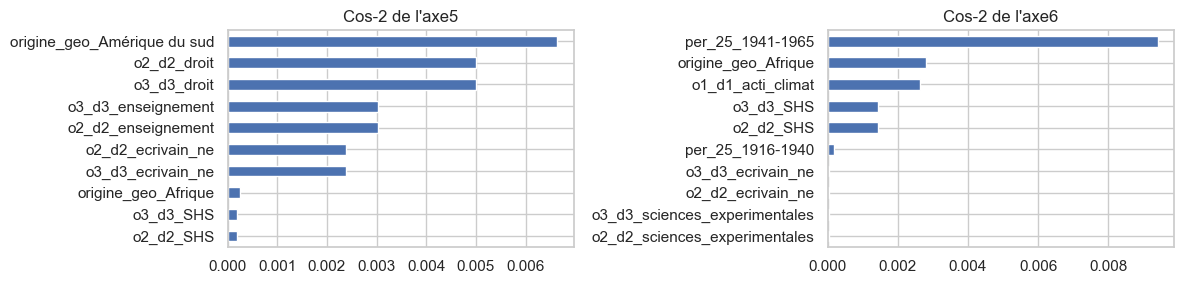 Cos-2 de l'axe5
origine_geo_Amérique du sud
o2_d2_droit
o3_d3_droit
o3_d3_enseignement
o2_d2_enseignement
o2_d2_ecrivain_ne
o3_d3_ecrivain_ne
origine_geo_Afrique
o3_d3_SHS
o2_d2_SHS
0.000 0.001 0.002 0.003 0.004 0.005 0.006
Cos-2 de l'axe6
per_25_1941-1965
origine_geo_Afrique
o1_d1_acti_climat
o3_d3_SHS
o2_d2_SHS
per_25_1916-1940
o3_d3_ecrivain_ne
o2_d2_ecrivain_ne
o3_d3_sciences_experimentales
o2_d2_sciences_experimentales
0.000 0.002 0.004 0.006 0.008